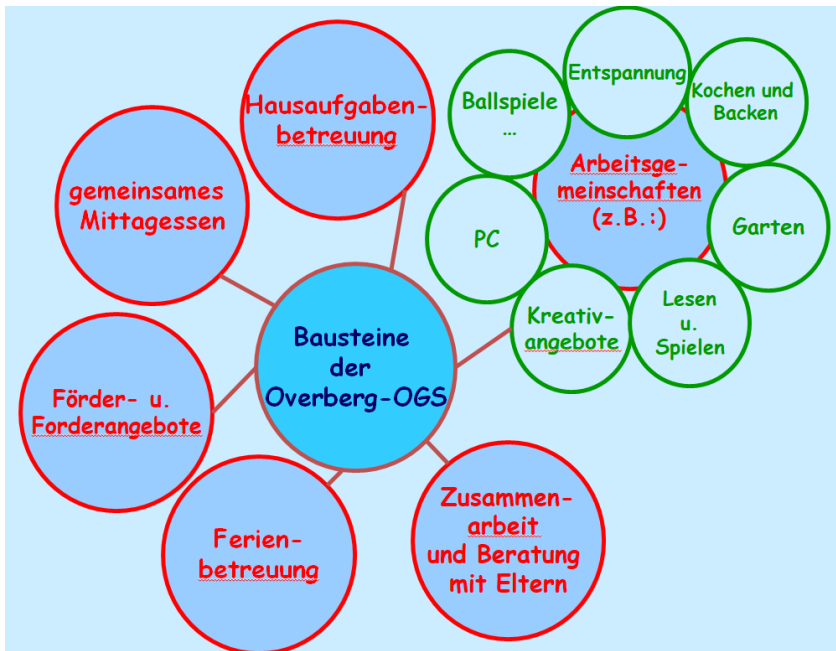 Hausaufgaben-
betreuung
gemeinsames
Mittagessen
Förder- u.
Forderangebote
Ferien-
betreuung
Zusammen-
arbeit
und Beratung
mit Eltern
Bausteine
der
Overberg-OGS
Arbeitsge-
meinschaften
(z.B.:)
Ballspiele
...
Entspannung
Kochen und
Backen
Garten
Lesen
u.
Spielen
Kreativ-
angebote
PC